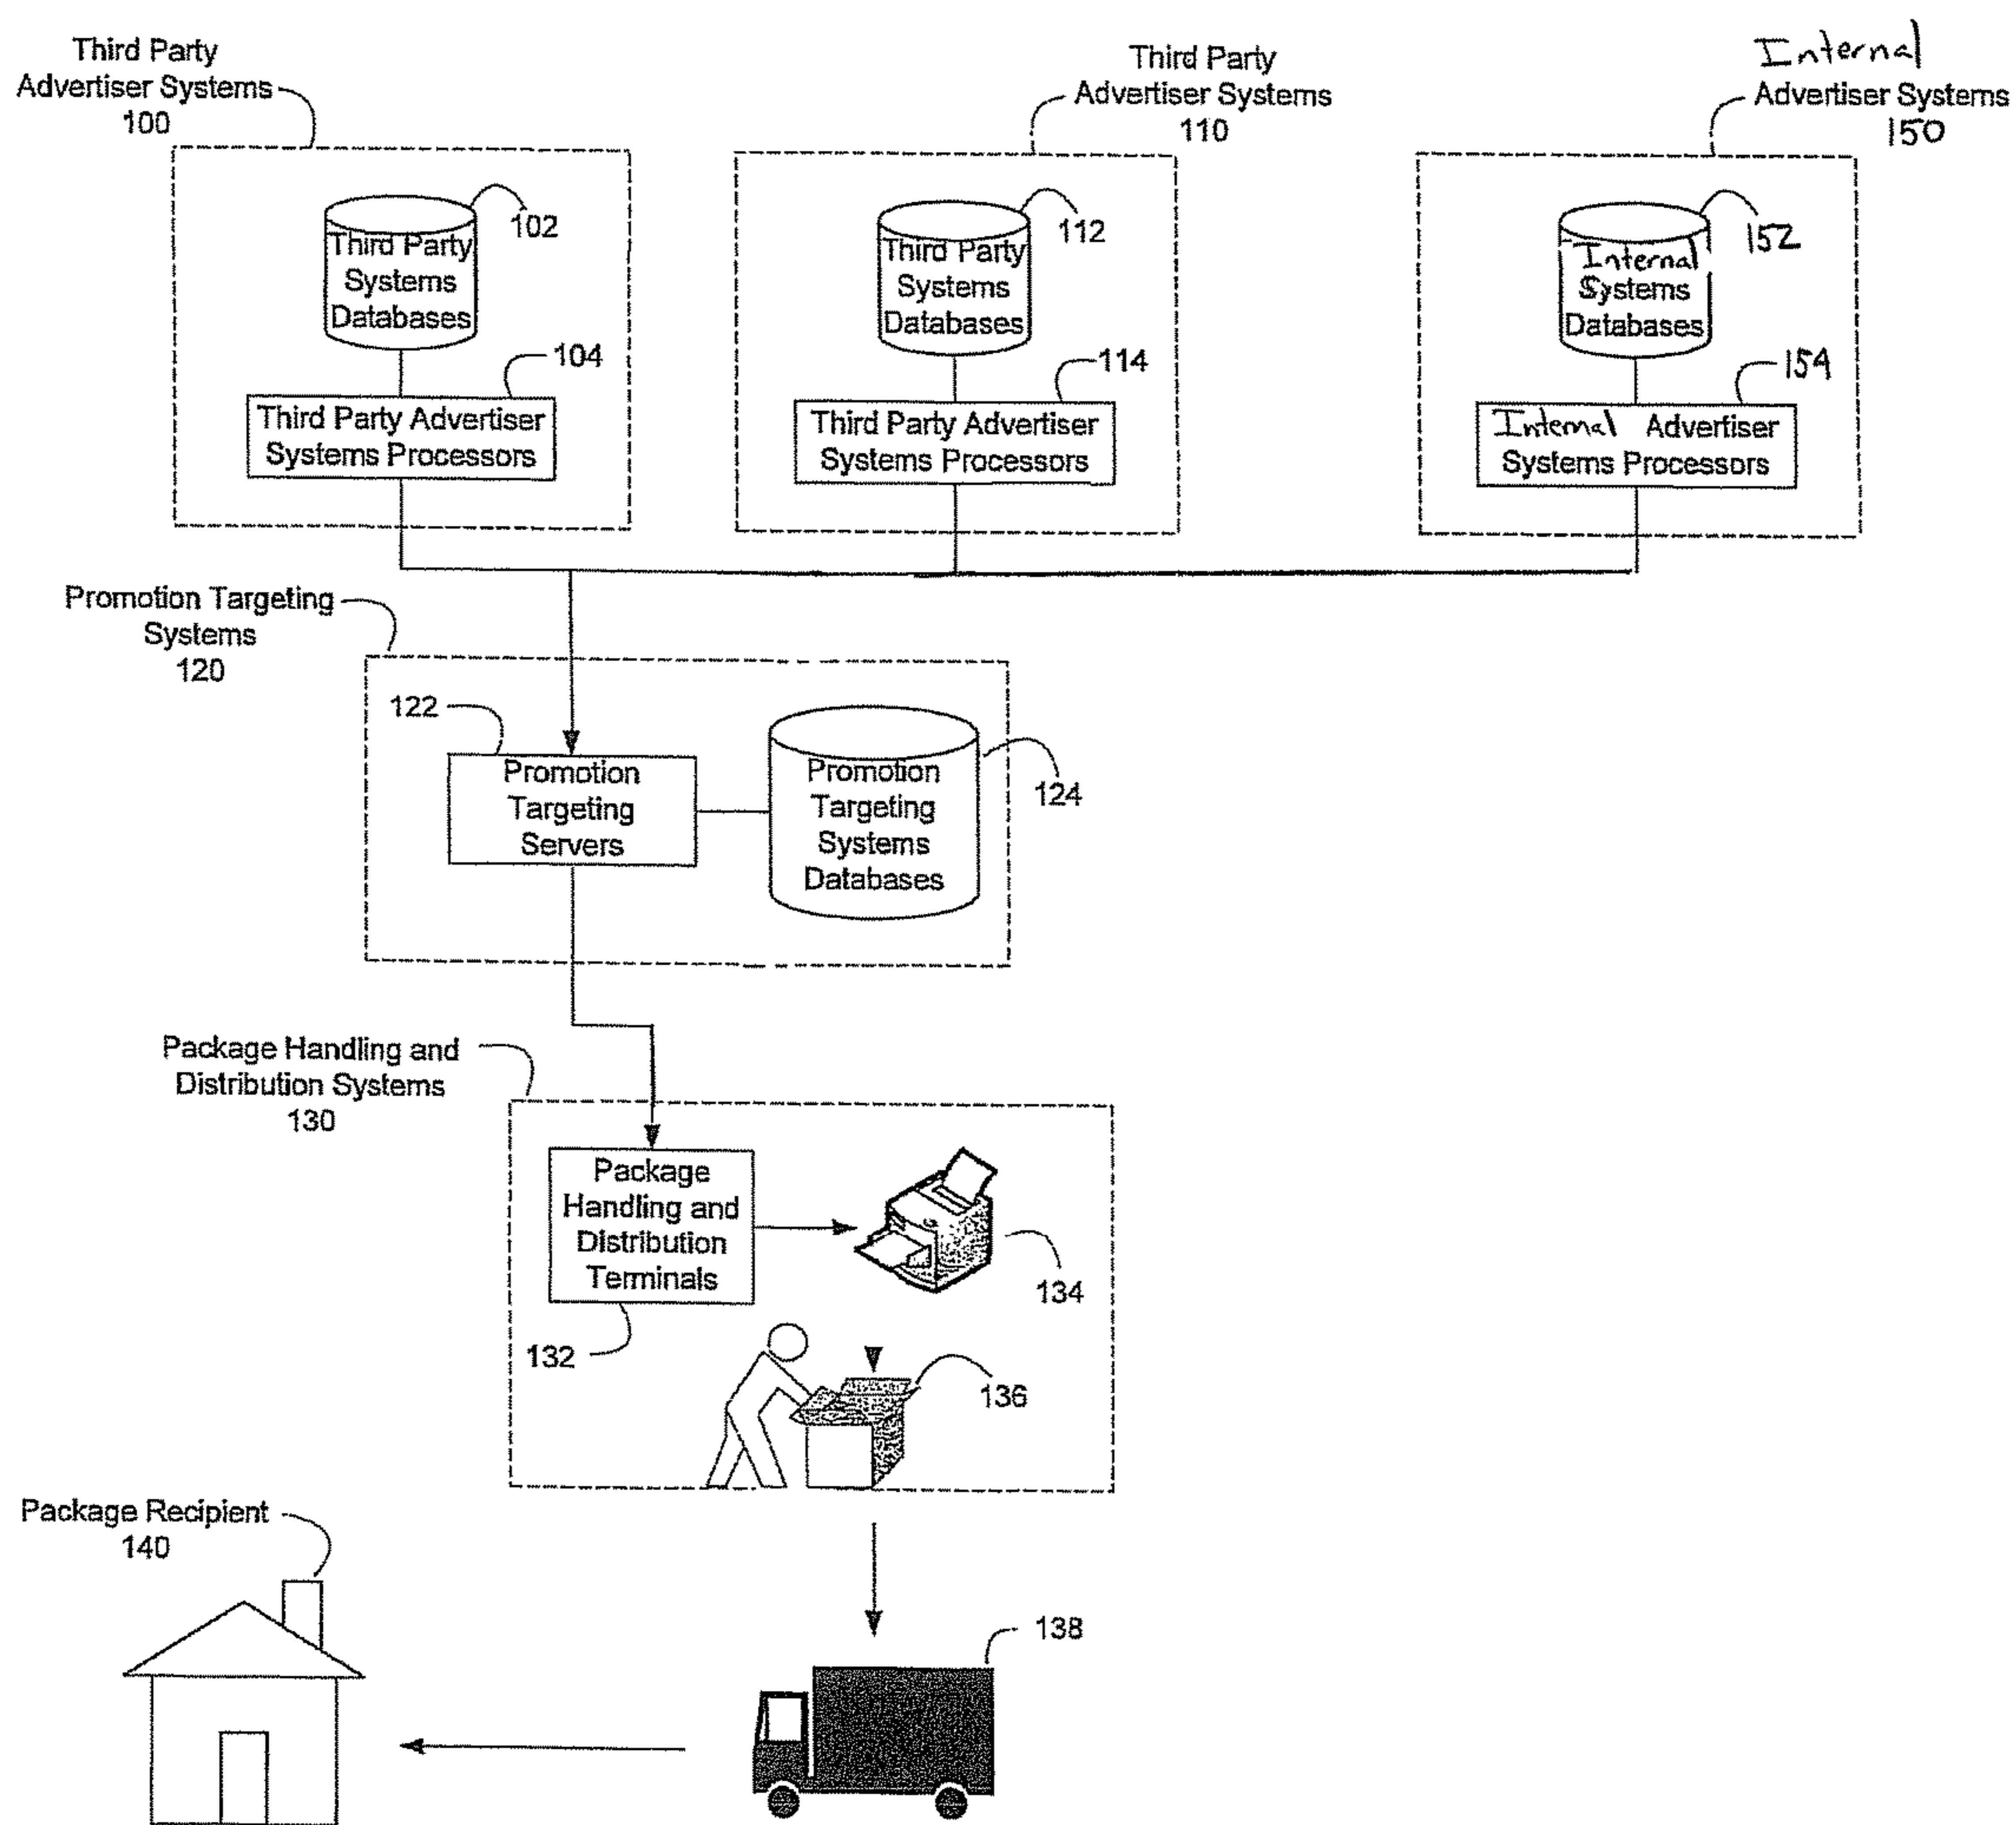 Third Party
Advertiser Systems
100
Third Party
Advertiser Systems
110
Internal
Advertiser Systems
150
102
Third Party
Systems
Databases
104
Third Party Advertiser
Systems Processors
112
Third Party
Systems
Databases
114
Third Party Advertiser
Systems Processors
152
Internal
Systems
Databases
154
Internal Advertiser
Systems Processors
Promotion Targeting
Systems
120
122
Promotion
Targeting
Servers
Promotion
Targeting
Systems
Databases
124
Package Handling and
Distribution Systems
130
Package
Handling and
Distribution
Terminals
132
134
136
Package Recipient
140
138